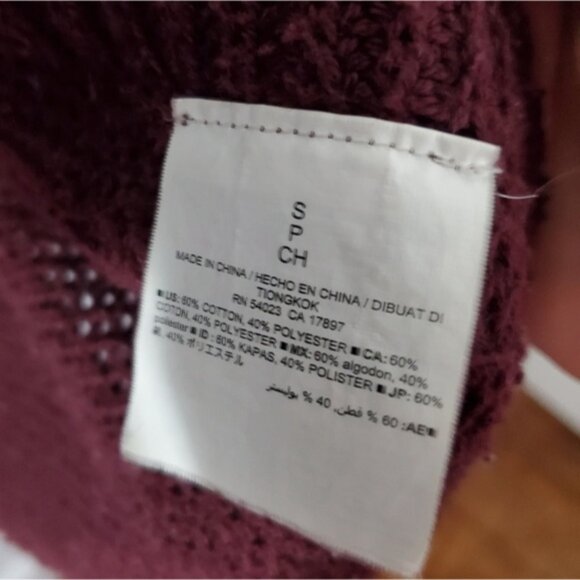 S
P
CH
MADE IN CHINA / HECHO EN CHINA / DIBUAT DI
TIONGKOK
RN 54023 CA 17897
■ US: 60% COTTON, 40% POLYESTER ■ CA: 60%
COTTON, 40% POLYESTER ■ MX: 60% algodon, 40%
poliester ■ ID : 60% KAPAS, 40% POLISTER ■ JP: 60%
綿, 40% ポリエステル
■AE: 60 % قطن, 40 % بوليستر